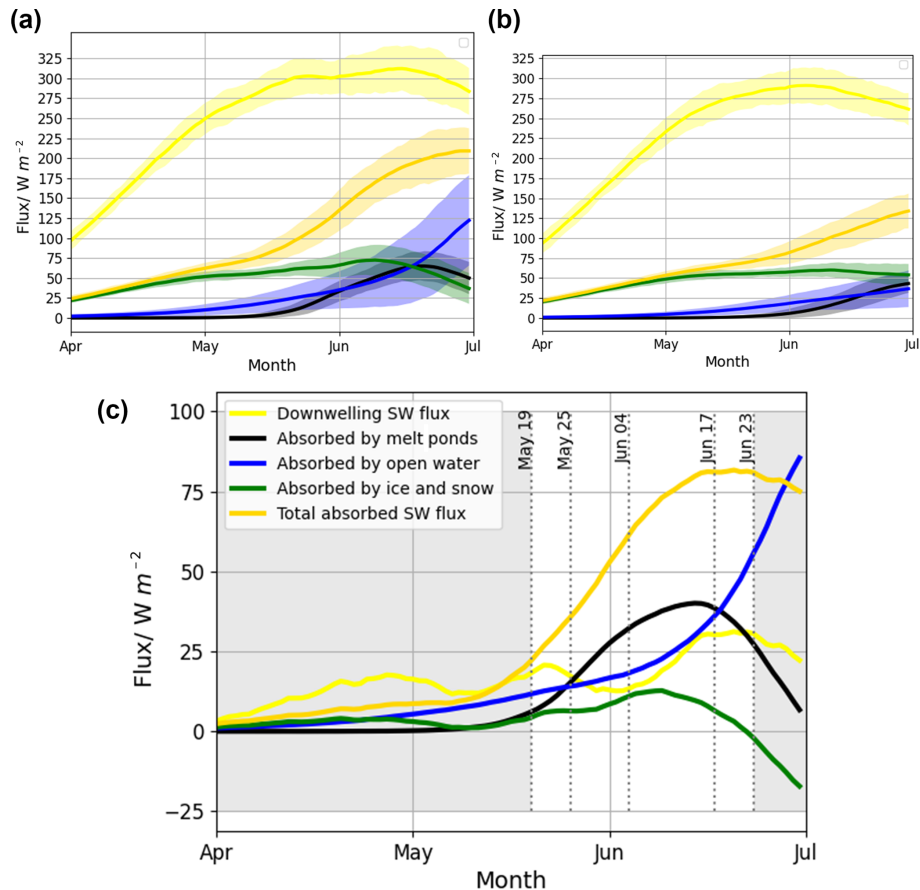 (a)
325
300
275
250
225
200
175
150
125
100
75
50
25
0
Flux/ W m⁻²
Apr May Jun Jul
Month
(b)
325
300
275
250
225
200
175
150
125
100
75
50
25
0
Flux/ W m⁻²
Apr May Jun Jul
Month
(c)
100
75
50
25
0
−25
Flux/ W m⁻²
Downwelling SW flux
Absorbed by melt ponds
Absorbed by open water
Absorbed by ice and snow
Total absorbed SW flux
May 19
May 25
Jun 04
Jun 17
Jun 23
Apr May Jun Jul
Month